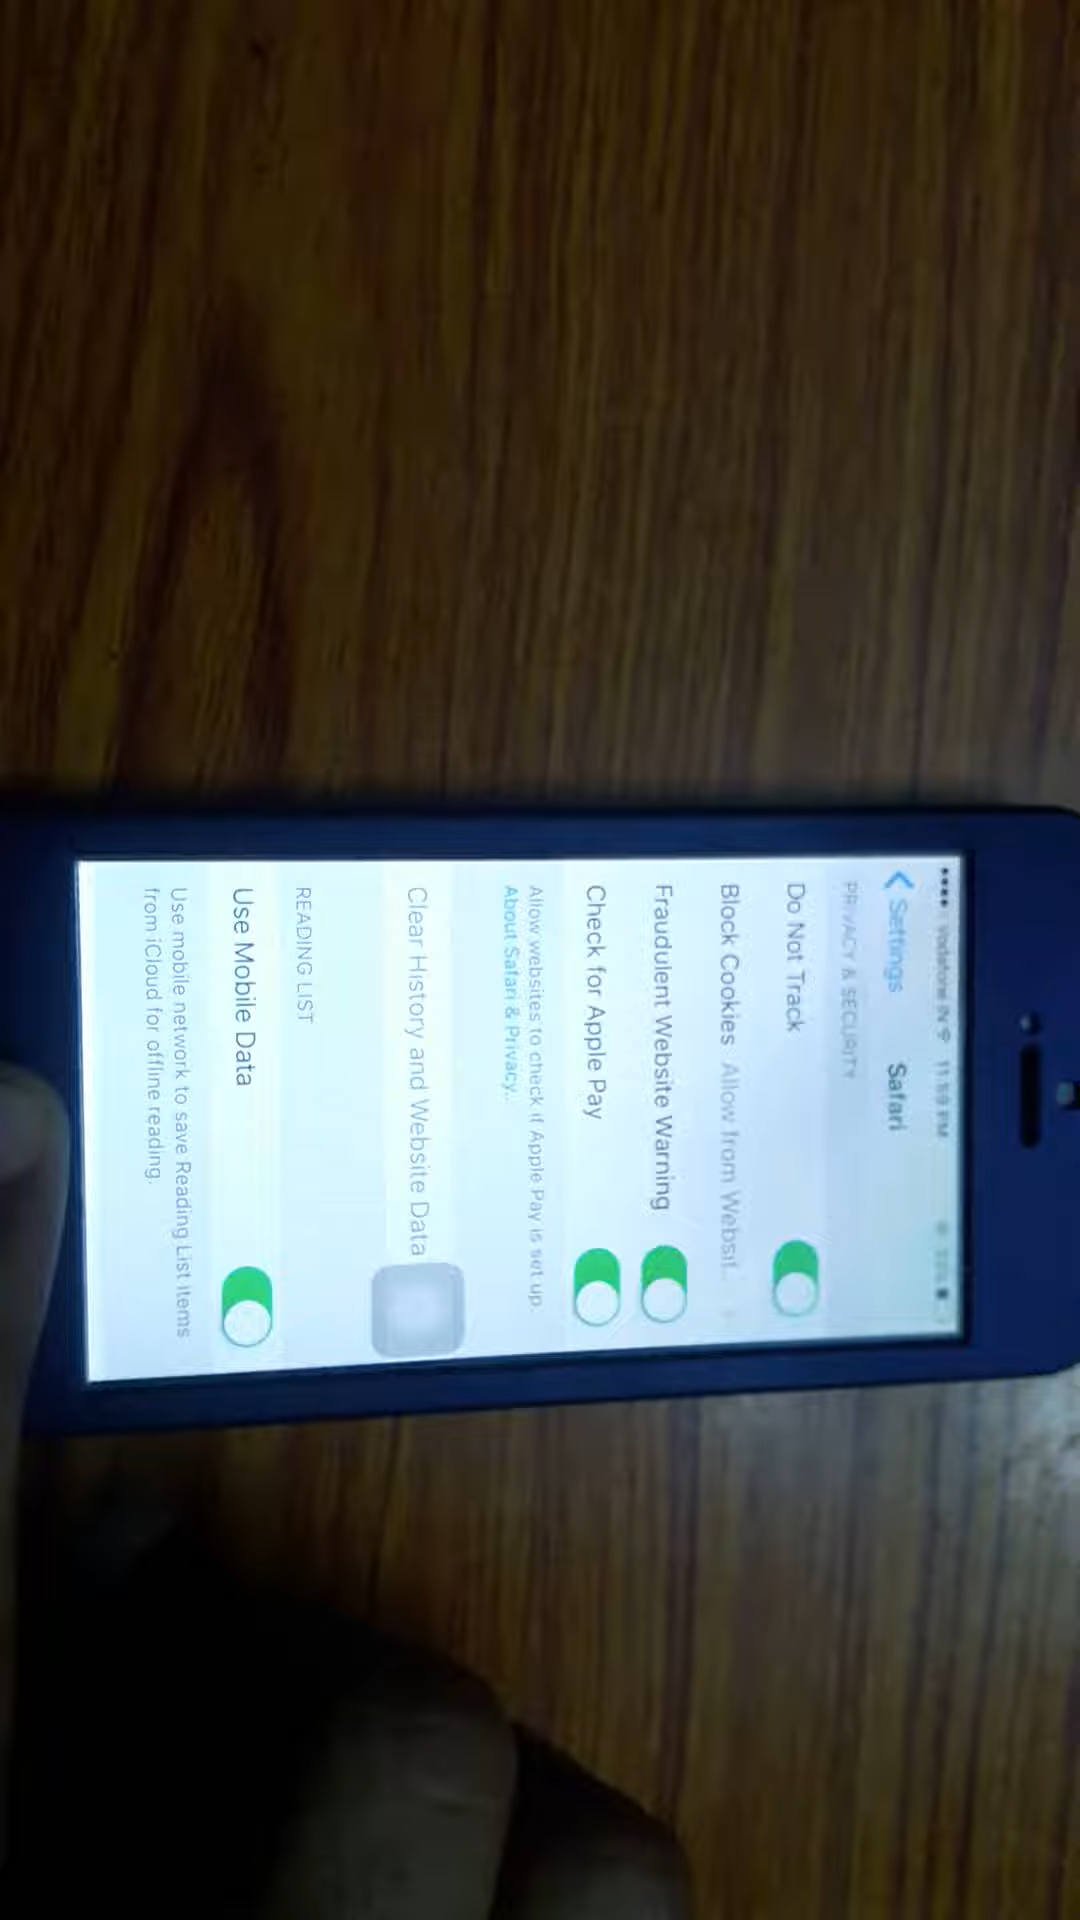 •••• Vodafone IN 11:59 PM
Settings Safari
PRIVACY & SECURITY
Do Not Track
Block Cookies Allow from Websit...
Fraudulent Website Warning
Check for Apple Pay
Allow websites to check if Apple Pay is set up.
About Safari & Privacy...
Clear History and Website Data
READING LIST
Use Mobile Data
Use mobile network to save Reading List items
from iCloud for offline reading.